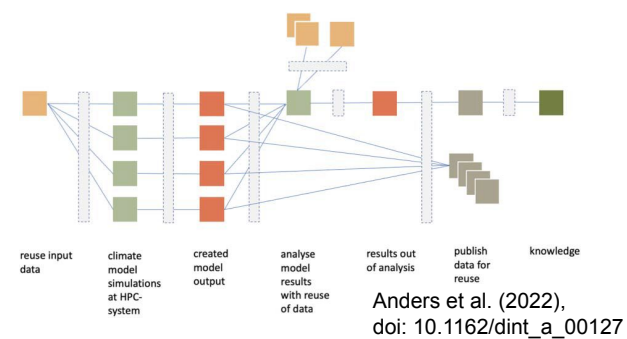 reuse input
data
climate
model
simulations
at HPC-
system
created
model
output
analyse
model
results
with reuse
of data
results out
of analysis
publish
data for
reuse
knowledge
Anders et al. (2022),
doi: 10.1162/dint_a_00127